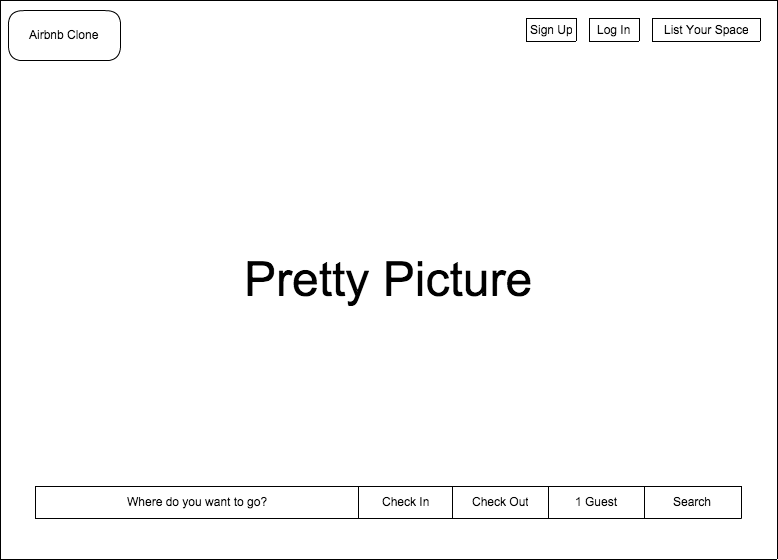 Airbnb Clone
Sign Up
Log In
List Your Space
Pretty Picture
Where do you want to go?
Check In
Check Out
1 Guest
Search